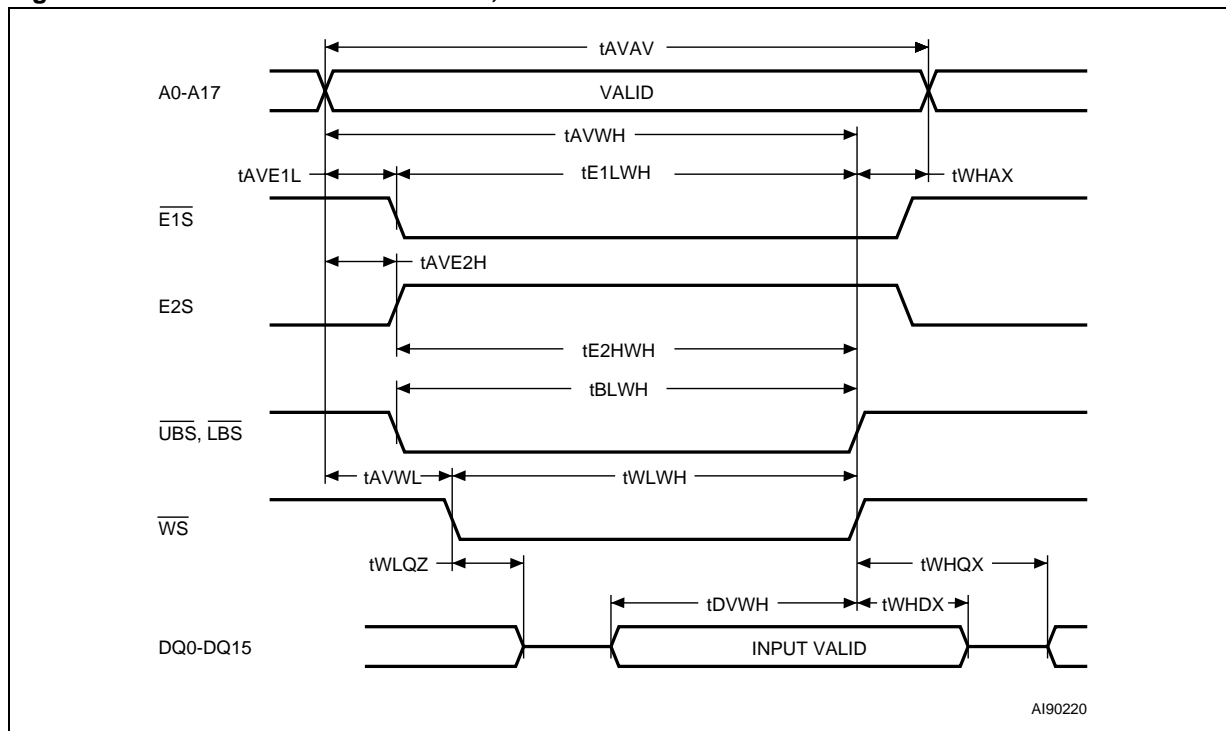 tAVAV
A0-A17
VALID
tAVWH
tAVE1L
tE1LWH
tWHAX
E1S
tAVE2H
E2S
tE2HWH
tBLWH
UBS, LBS
tAVWL
tWLWH
WS
tWLQZ
tWHQX
tDVWH
tWHDX
DQ0-DQ15
INPUT VALID
AI90220